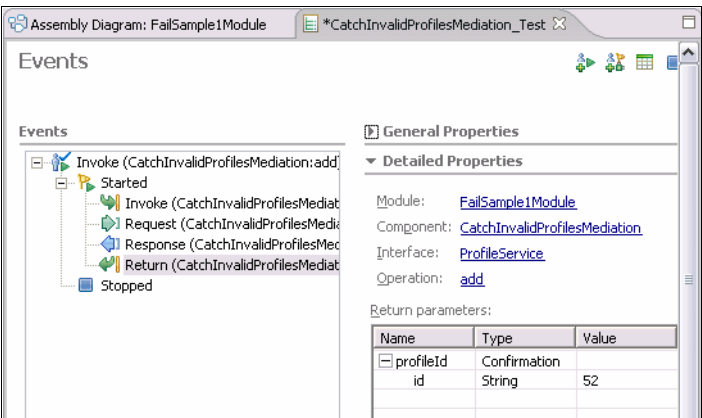 Assembly Diagram: FailSample1Module
*CatchInvalidProfilesMediation_Test
Events
Events
Invoke (CatchInvalidProfilesMediation:add)
Started
Invoke (CatchInvalidProfilesMediat
Request (CatchInvalidProfilesMedia
Response (CatchInvalidProfilesMed
Return (CatchInvalidProfilesMediat
Stopped
General Properties
Detailed Properties
Module: FailSample1Module
Component: CatchInvalidProfilesMediation
Interface: ProfileService
Operation: add
Return parameters:
Name Type Value
profileId Confirmation
id String 52